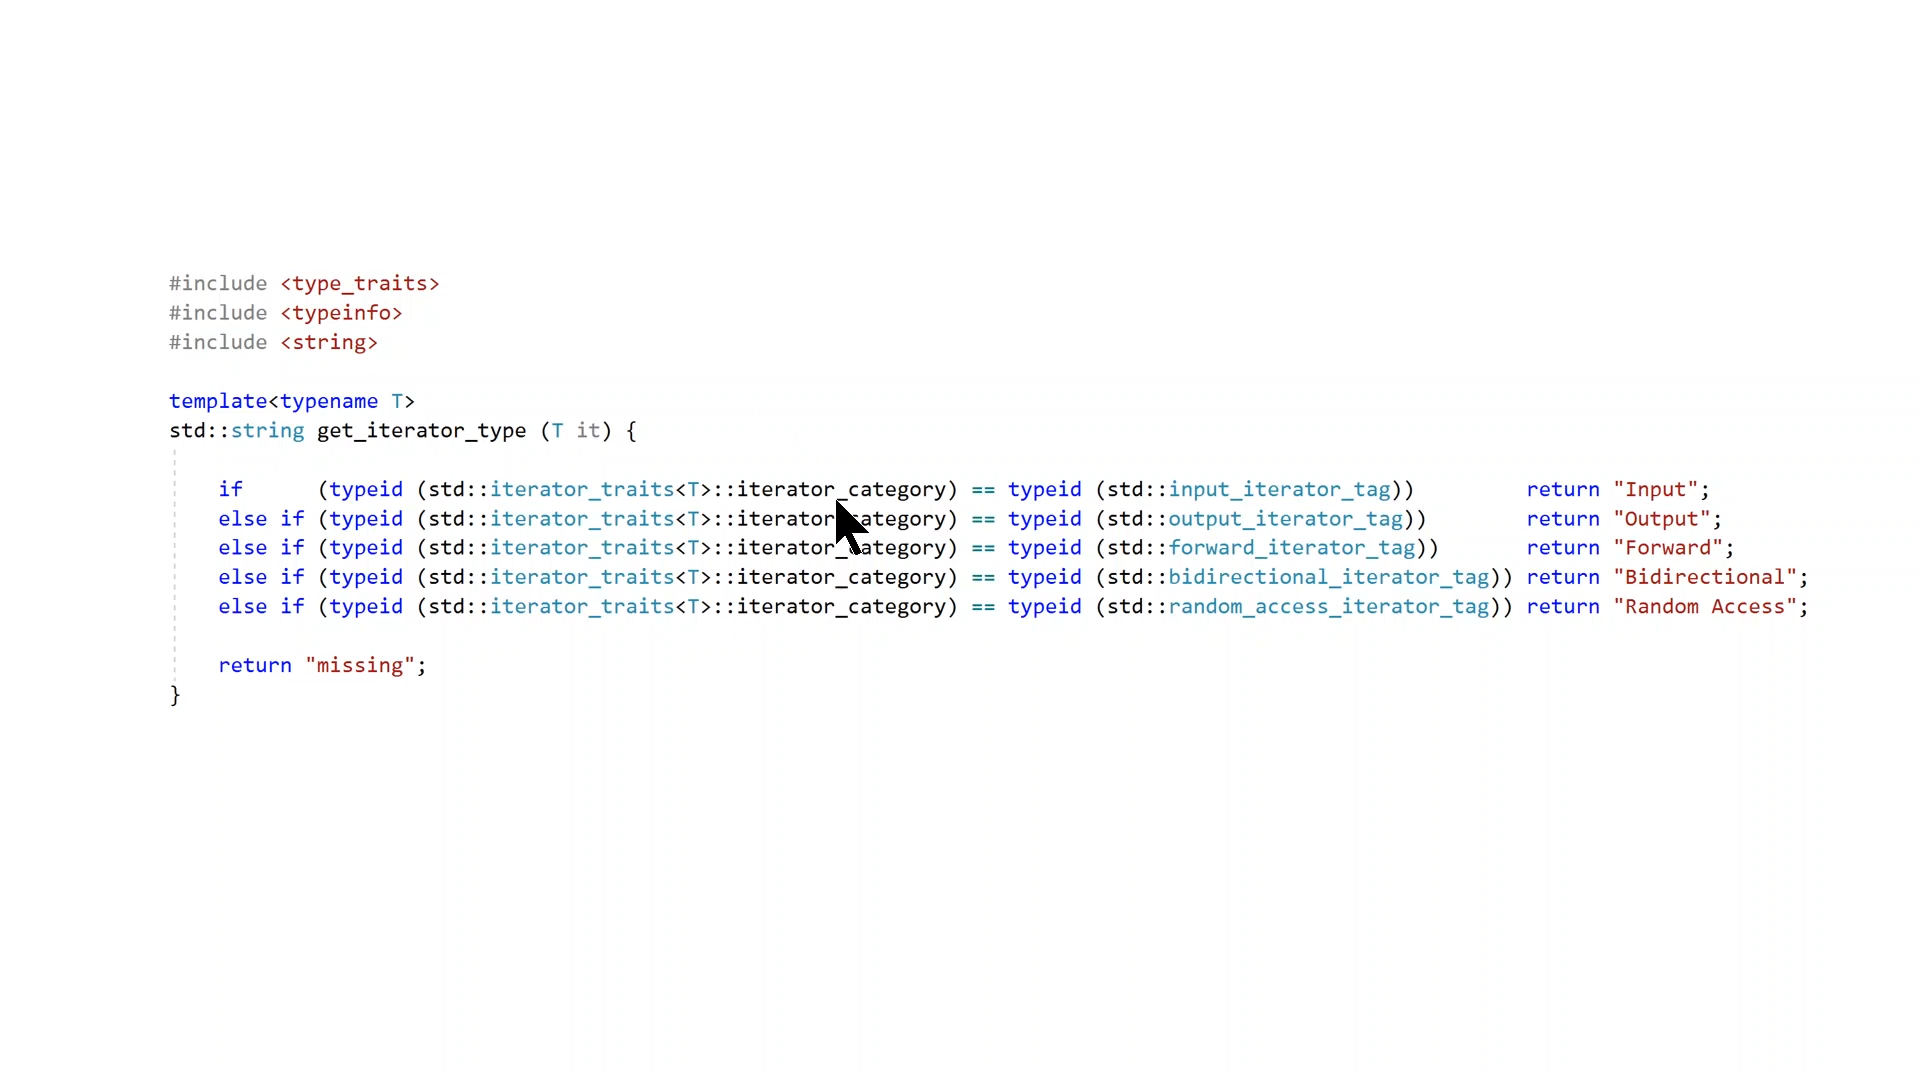 #include <type_traits>
#include <typeinfo>
#include <string>
template<typename T>
std::string get_iterator_type (T it) {
if      (typeid (std::iterator_traits<T>::iterator_category) == typeid (std::input_iterator_tag))         return "Input";
else if (typeid (std::iterator_traits<T>::iterator_category) == typeid (std::output_iterator_tag))        return "Output";
else if (typeid (std::iterator_traits<T>::iterator_category) == typeid (std::forward_iterator_tag))       return "Forward";
else if (typeid (std::iterator_traits<T>::iterator_category) == typeid (std::bidirectional_iterator_tag)) return "Bidirectional";
else if (typeid (std::iterator_traits<T>::iterator_category) == typeid (std::random_access_iterator_tag)) return "Random Access";
return "missing";
}